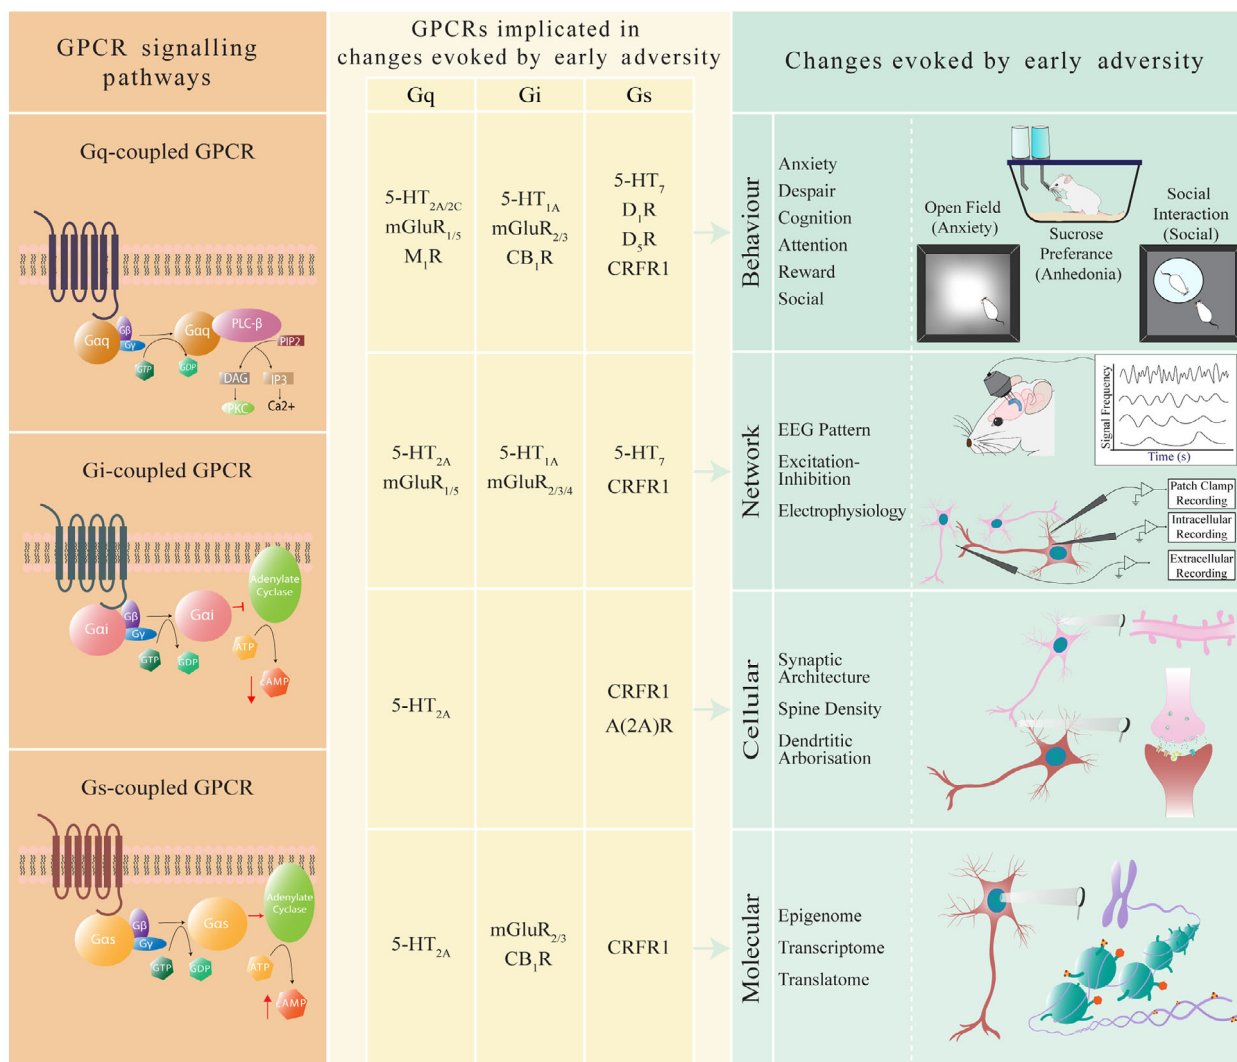 GPCR signalling
pathways
GPCRs implicated in
changes evoked by early adversity
Changes evoked by early adversity
Gq
Gi
Gs
Gq-coupled GPCR
Gαq
Gβ
Gγ
GTP
GDP
Gαq
PLC-β
PIP2
DAG
IP3
PKC
Ca2+
5-HT2A/2C
mGluR1/5
M1R
5-HT1A
mGluR2/3
CB1R
5-HT7
D1R
D5R
CRFR1
Behaviour
Anxiety
Despair
Cognition
Attention
Reward
Social
Open Field
(Anxiety)
Sucrose
Preferance
(Anhedonia)
Social
Interaction
(Social)
Gi-coupled GPCR
Gαi
Gβ
Gγ
GTP
GDP
Gαi
Adenylate
Cyclase
ATP
cAMP
5-HT2A
mGluR1/5
5-HT1A
mGluR2/3/4
5-HT7
CRFR1
Network
EEG Pattern
Excitation-
Inhibition
Electrophysiology
Signal Frequency
Time (s)
Patch Clamp
Recording
Intracellular
Recording
Extracellular
Recording
5-HT2A
CRFR1
A(2A)R
Cellular
Synaptic
Architecture
Spine Density
Dendrtitic
Arborisation
Gs-coupled GPCR
Gαs
Gβ
Gγ
GTP
GDP
Gαs
Adenylate
Cyclase
ATP
cAMP
5-HT2A
mGluR2/3
CB1R
CRFR1
Molecular
Epigenome
Transcriptome
Translatome